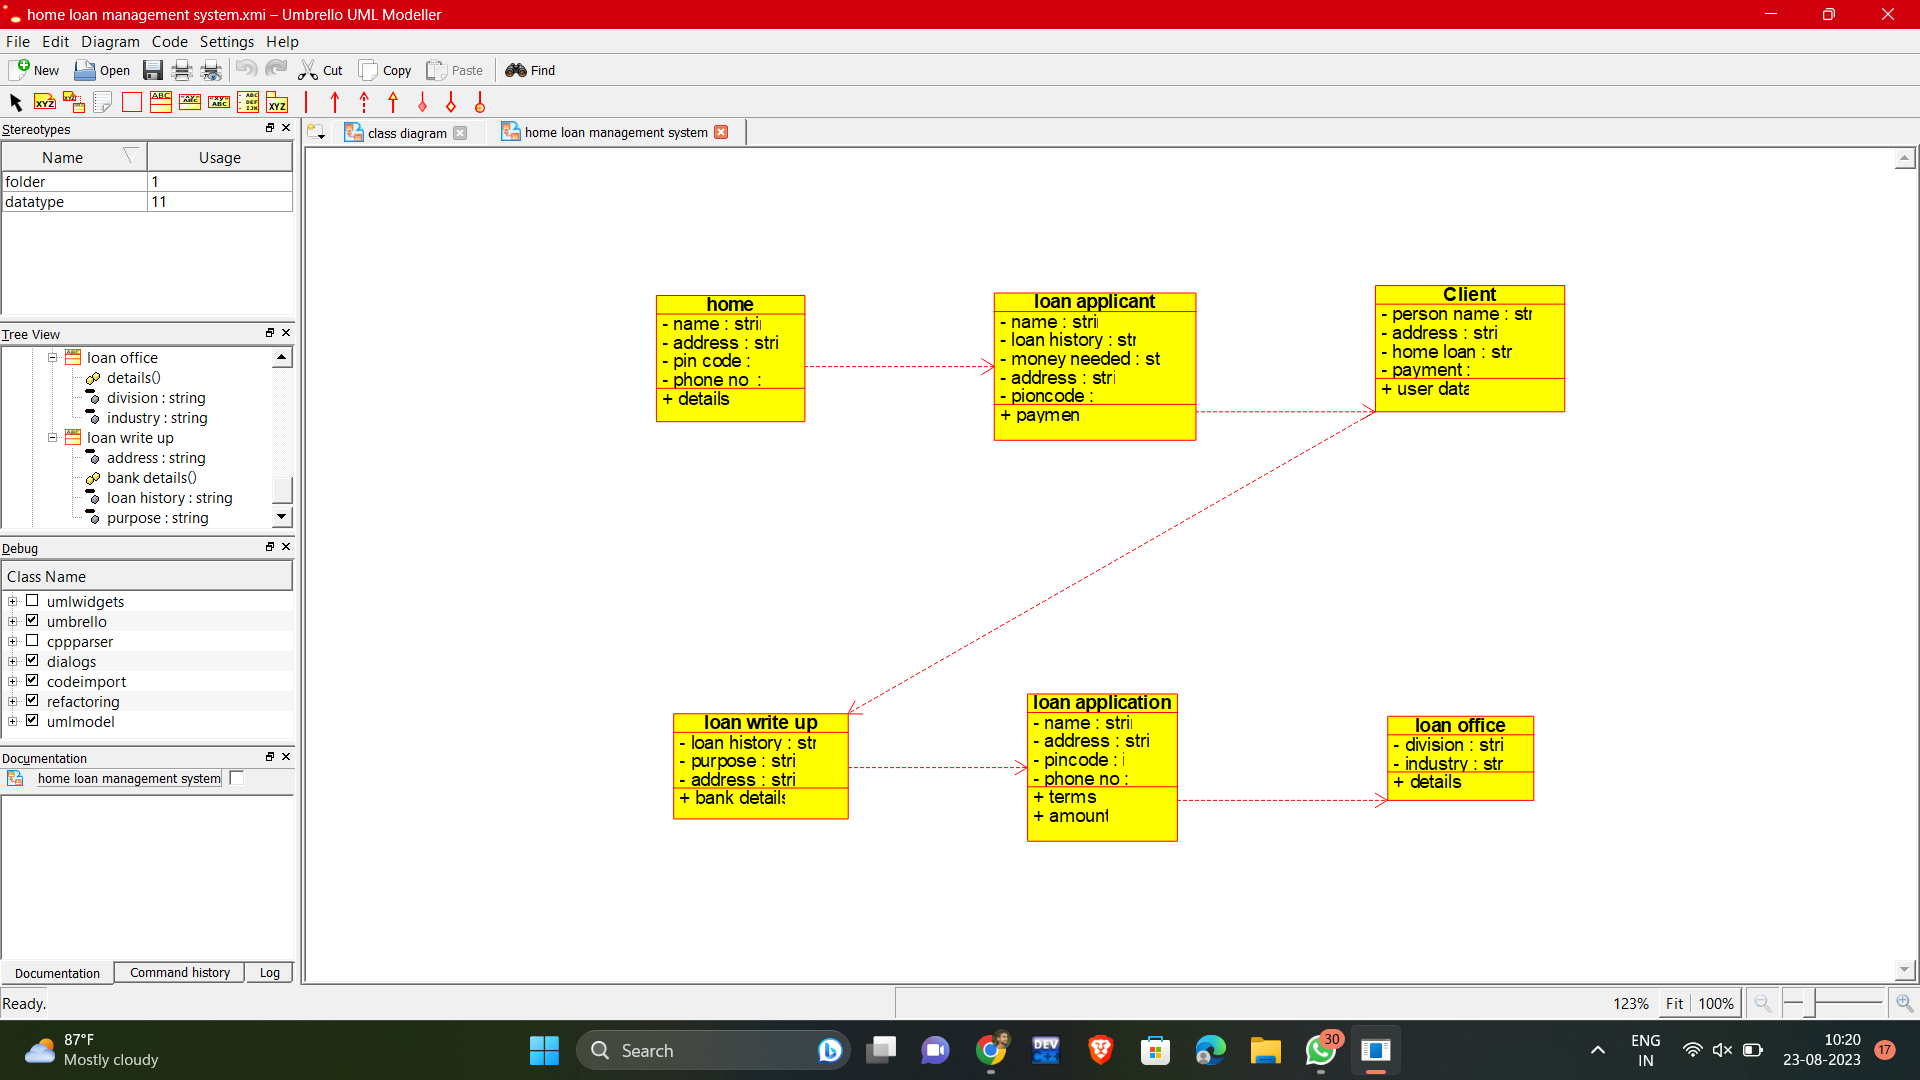 home loan management system.xmi – Umbrello UML Modeller
File Edit Diagram Code Settings Help
New Open Cut Copy Paste Find
Stereotypes
Name Usage
folder 1
datatype 11
Tree View
loan office
details()
division : string
industry : string
loan write up
address : string
bank details()
loan history : string
purpose : string
Debug
Class Name
umlwidgets
umbrello
cppparser
dialogs
codeimport
refactoring
umlmodel
Documentation
home loan management system
Documentation Command history Log
class diagram home loan management system
home
- name : stri
- address : stri
- pin code :
- phone no :
+ details
loan applicant
- name : stri
- loan history : str
- money needed : st
- address : stri
- pioncode :
+ paymen
Client
- person name : str
- address : stri
- home loan : str
- payment :
+ user data
loan write up
- loan history : str
- purpose : stri
- address : stri
+ bank details
loan application
- name : stri
- address : stri
- pincode : i
- phone no :
+ terms
+ amount
loan office
- division : stri
- industry : str
+ details
Ready.
123% Fit 100%
87°F
Mostly cloudy
Search
DEV
C++
30
ENG
IN
10:20
23-08-2023
17